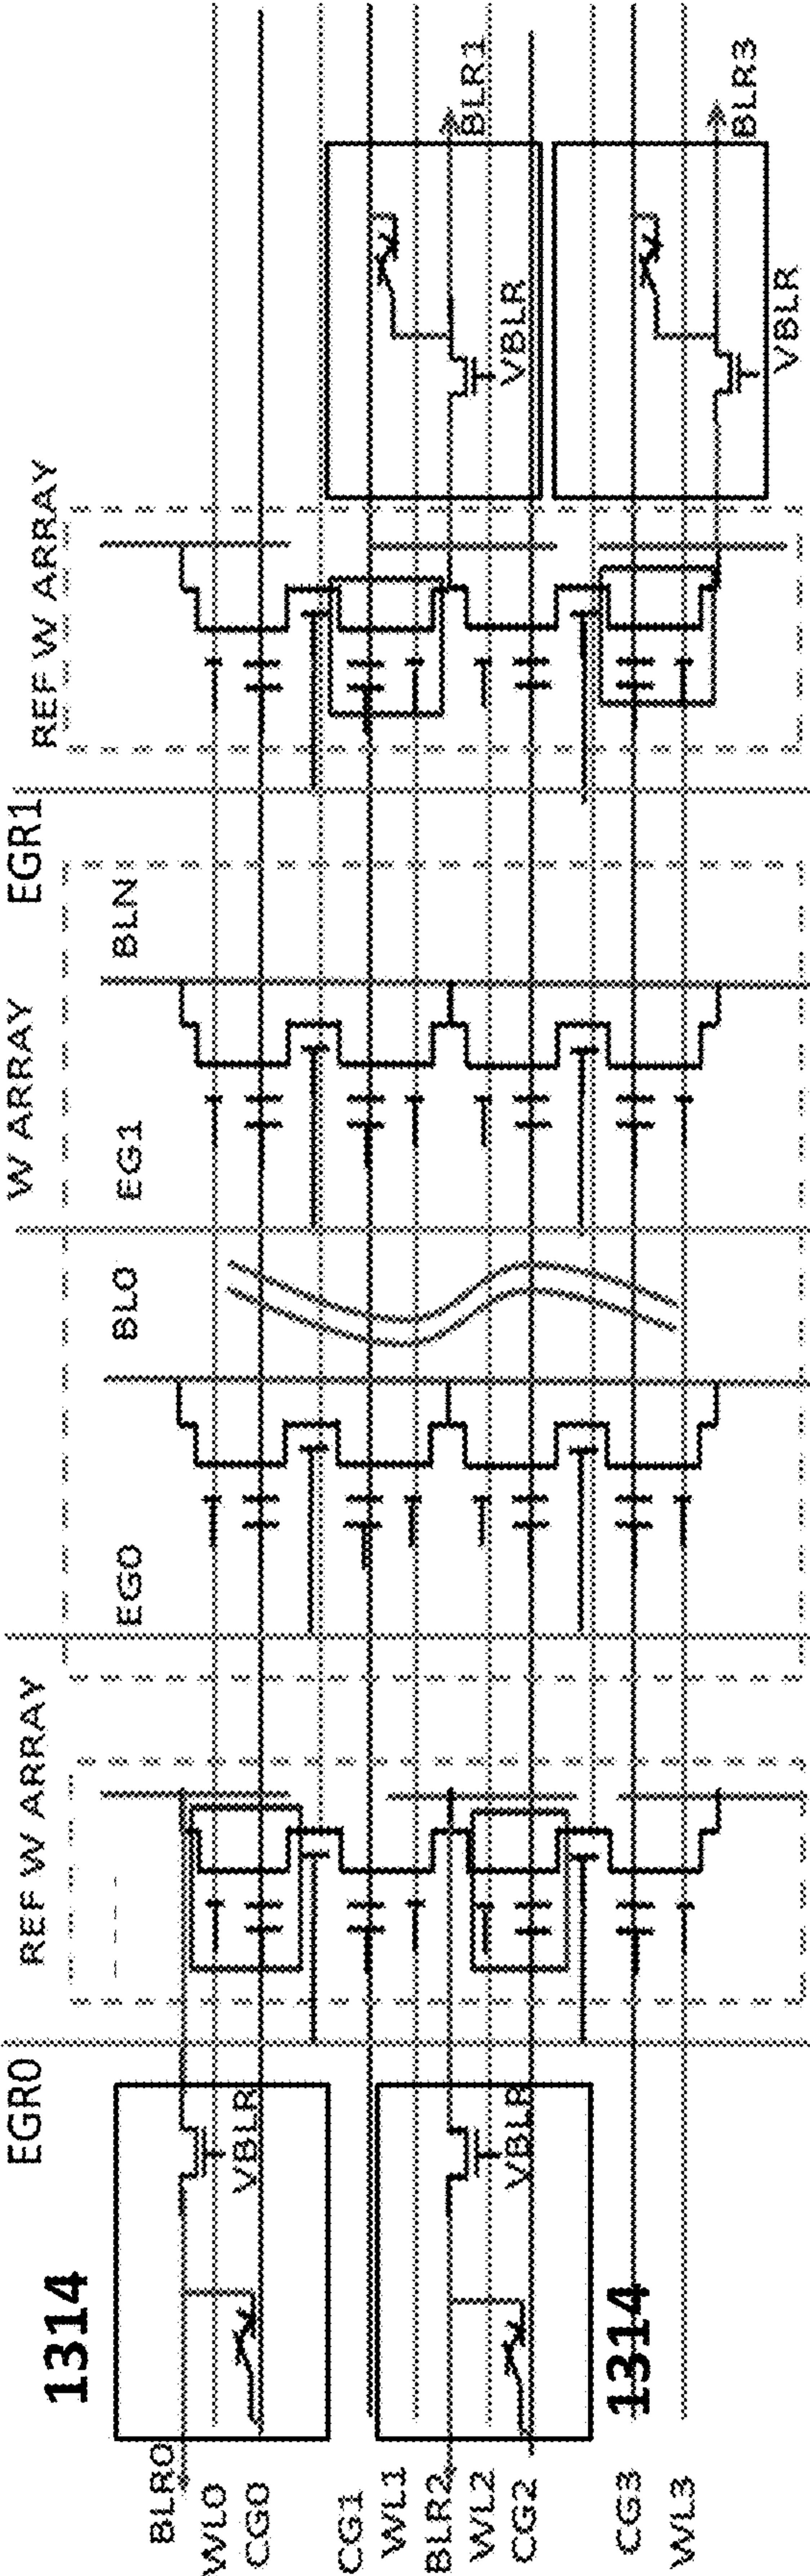 1314
EGR0
REF W ARRAY
W ARRAY
EGR1
REF W ARRAY
EG0
BL0
EG1
BLN
BLR0
WL0
CG0
VBLR
CG1
WL1
BLR2
WL2
CG2
VBLR
1314
CG3
WL3
BLR1
VBLR
BLR3
VBLR